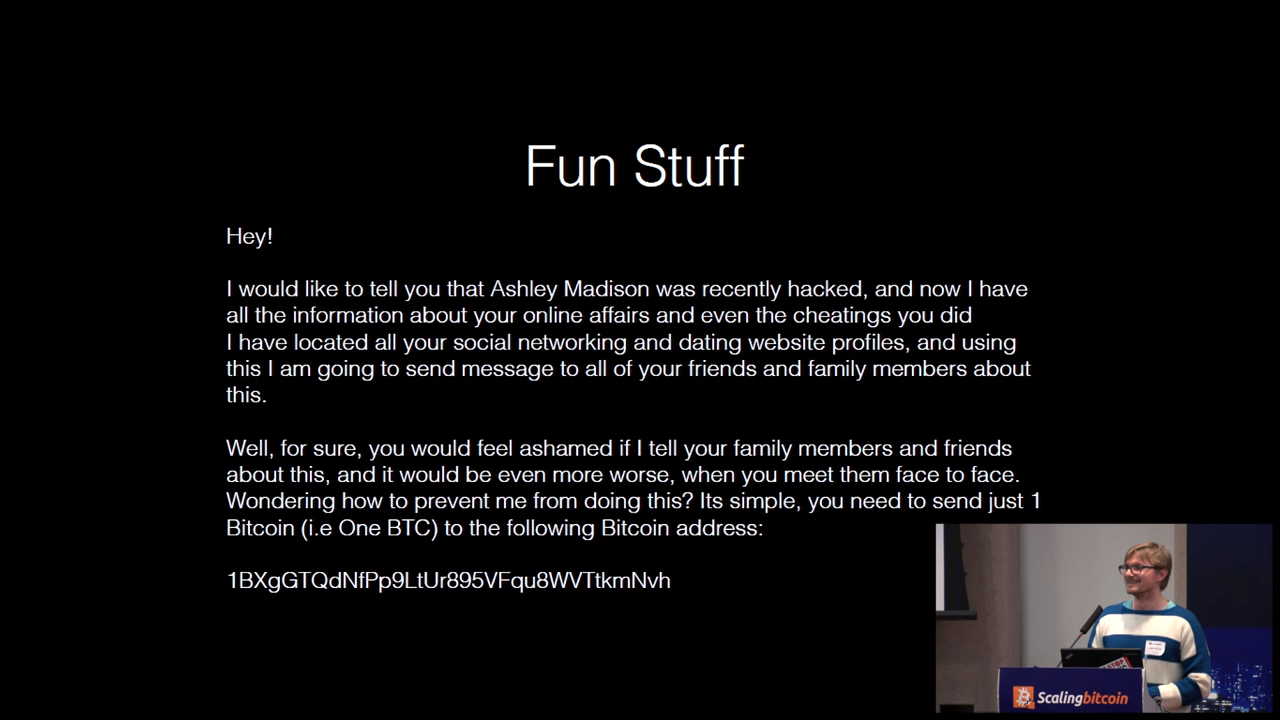 Fun Stuff
Hey!
I would like to tell you that Ashley Madison was recently hacked, and now I have
all the information about your online affairs and even the cheatings you did
I have located all your social networking and dating website profiles, and using
this I am going to send message to all of your friends and family members about
this.
Well, for sure, you would feel ashamed if I tell your family members and friends
about this, and it would be even more worse, when you meet them face to face.
Wondering how to prevent me from doing this? Its simple, you need to send just 1
Bitcoin (i.e One BTC) to the following Bitcoin address:
1BXgGTQdNfPp9LtUr895VFqu8WVTtkmNvh
Scalingbitcoin